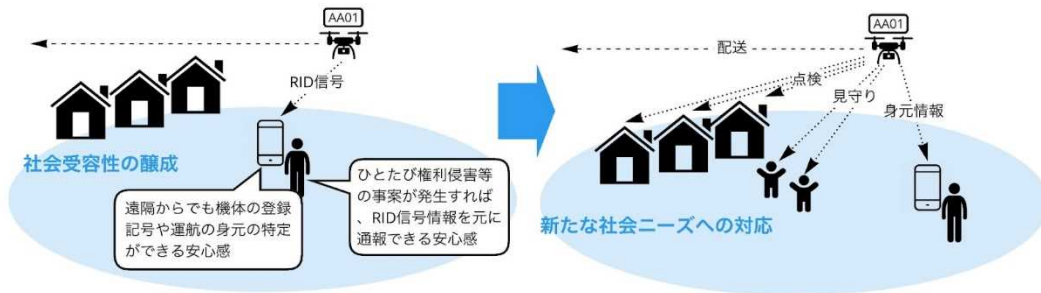 AA01
RID信号
社会受容性の醸成
遠隔からでも機体の登録
記号や運航の身元の特定
ができる安心感
ひとたび権利侵害等
の事案が発生すれば
、RID信号情報を元に
通報できる安心感
AA01
配送
点検
見守り
身元情報
新たな社会ニーズへの対応